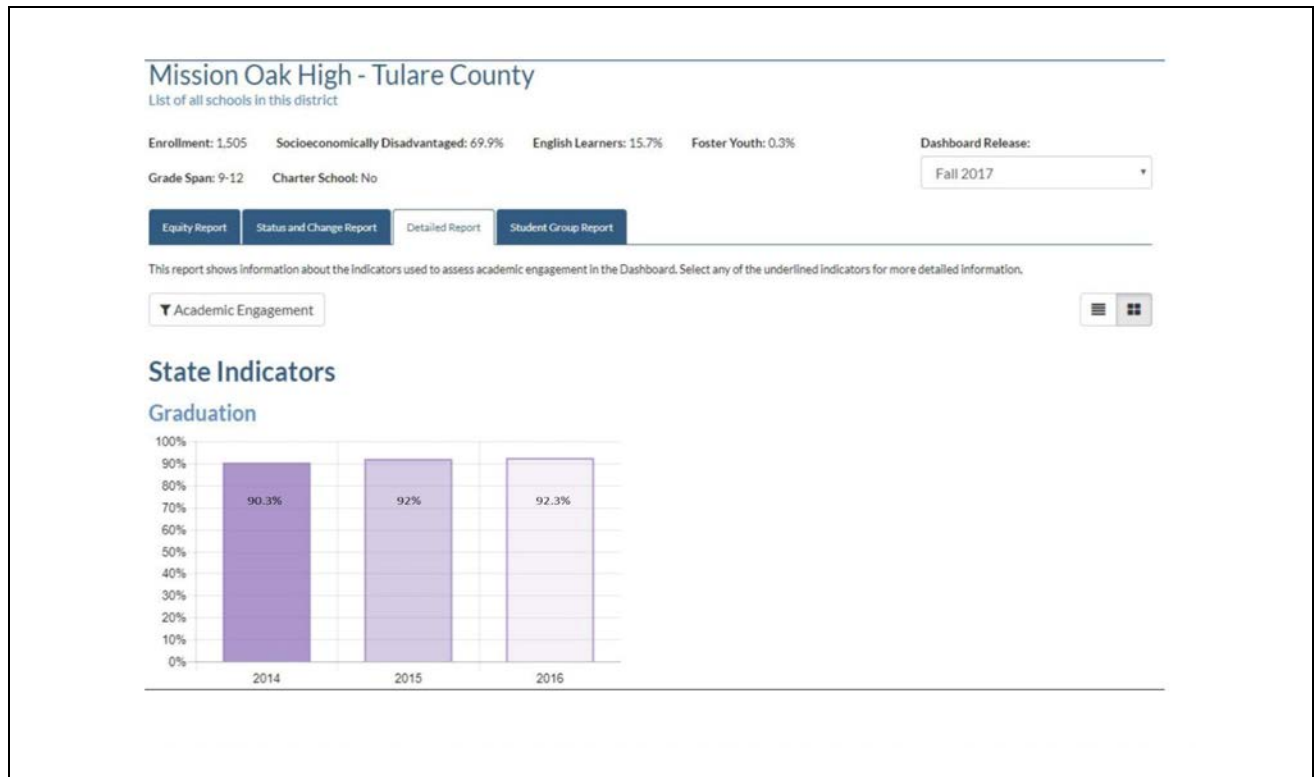 Mission Oak High - Tulare County
List of all schools in this district
Enrollment: 1,505 Socioeconomically Disadvantaged: 69.9% English Learners: 15.7% Foster Youth: 0.3% Dashboard Release:
Grade Span: 9-12 Charter School: No Fall 2017
Equity Report Status and Change Report Detailed Report Student Group Report
This report shows information about the indicators used to assess academic engagement in the Dashboard. Select any of the underlined indicators for more detailed information.
Academic Engagement
State Indicators
Graduation
100%
90%
80%
70%
60%
50%
40%
30%
20%
10%
0%
90.3% 92% 92.3%
2014 2015 2016